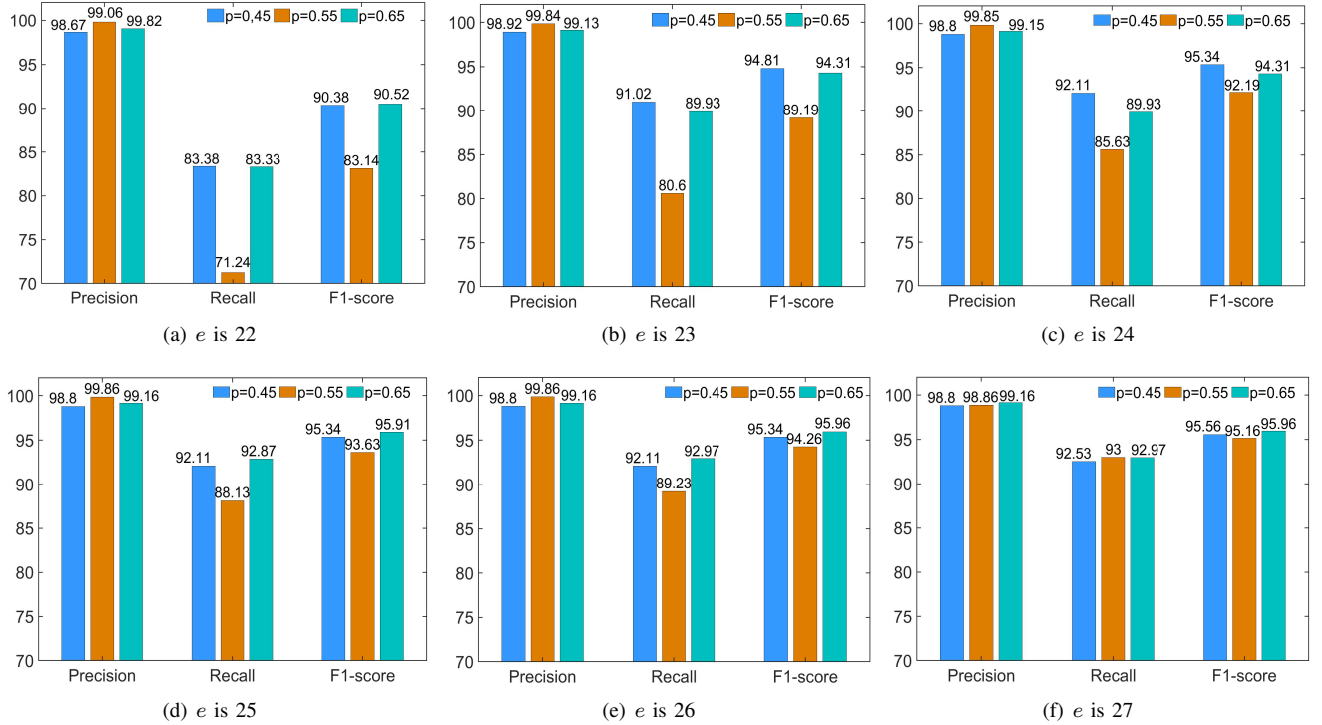 98.67 99.06 99.82 p=0,45 p=0.55 p=0.65
100
95
90.38 90.52
90
83.38 83.33 83.14
85
80
75
71.24
70
Precision Recall F1-score
(a) e is 22
98.92 99.84 99.13 p=0.45 p=0.55 p=0.65
100
94.81 94.31
95
91.02 89.93 89.19
90
85
80.6
80
75
70
Precision Recall F1-score
(b) e is 23
98.8 99.85 99.15 p=0.45 p=0.55 p=0.65
100
95.34 94.31
95
92.11 92.19
89.93
90
85.63
85
80
75
70
Precision Recall F1-score
(c) e is 24
98.8 99.86 99.16 p=0.45 p=0.55 p=0.65
100
95.34 95.91
95
92.11 92.87 93.63
90
88.13
85
80
75
70
Precision Recall F1-score
(d) e is 25
98.8 99.86 99.16 p=0.45 p=0.55 p=0.65
100
95.34 95.96
95
92.11 92.97 94.26
90
89.23
85
80
75
70
Precision Recall F1-score
(e) e is 26
98.8 98.86 99.16 p=0.45 p=0.55 p=0.65
100
95.56 95.16 95.96
95
92.53 93 92.97
90
85
80
75
70
Precision Recall F1-score
(f) e is 27